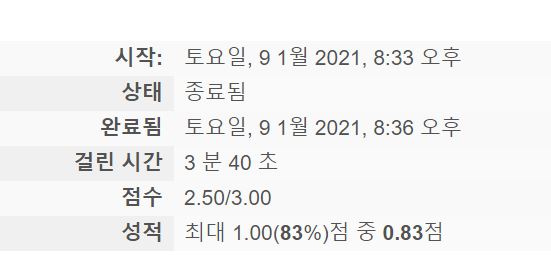 시작: 토요일, 9 1월 2021, 8:33 오후
상태 종료됨
완료됨 토요일, 9 1월 2021, 8:36 오후
걸린 시간 3 분 40 초
점수 2.50/3.00
성적 최대 1.00(83%)점 중 0.83점